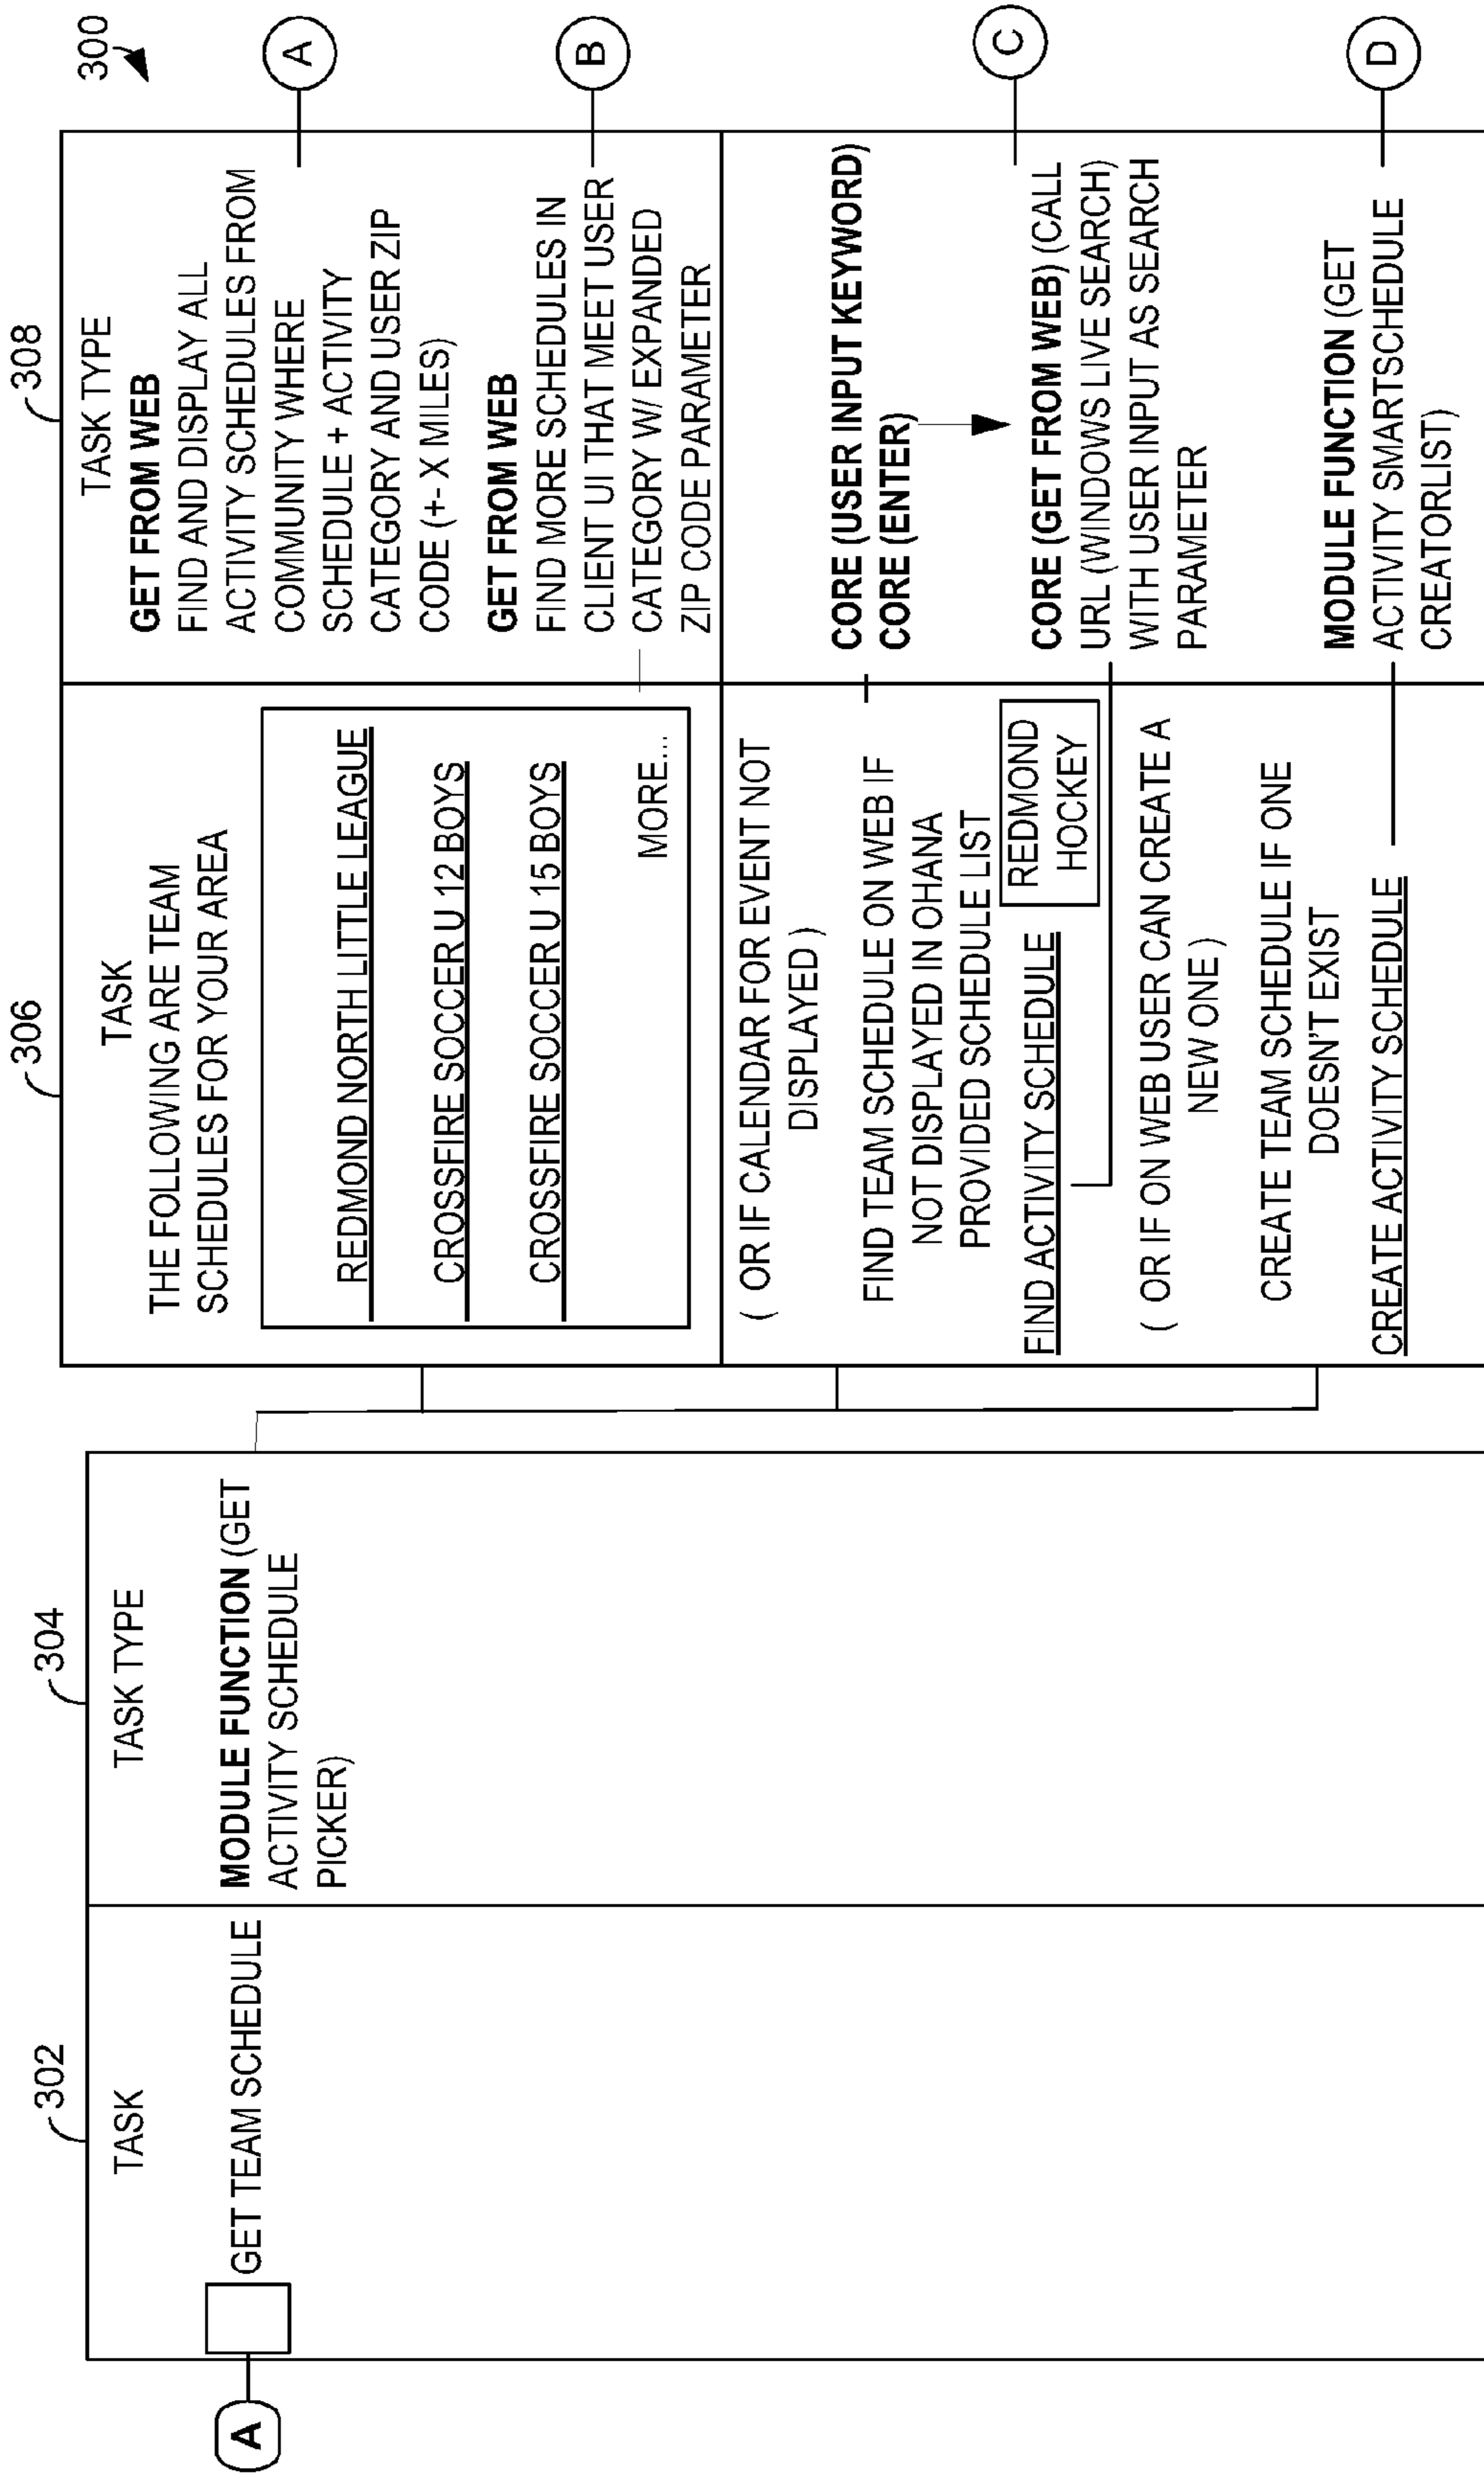 300
302
TASK
A
GET TEAM SCHEDULE
304
TASK TYPE
MODULE FUNCTION (GET
ACTIVITY SCHEDULE
PICKER)
306
TASK
THE FOLLOWING ARE TEAM
SCHEDULES FOR YOUR AREA
REDMOND NORTH LITTLE LEAGUE
CROSSFIRE SOCCER U 12 BOYS
CROSSFIRE SOCCER U 15 BOYS
MORE...
( OR IF CALENDAR FOR EVENT NOT
DISPLAYED )
FIND TEAM SCHEDULE ON WEB IF
NOT DISPLAYED IN OHANA
PROVIDED SCHEDULE LIST
FIND ACTIVITY SCHEDULE
REDMOND
HOCKEY
( OR IF ON WEB USER CAN CREATE A
NEW ONE )
CREATE TEAM SCHEDULE IF ONE
DOESN'T EXIST
CREATE ACTIVITY SCHEDULE
308
TASK TYPE
GET FROM WEB
FIND AND DISPLAY ALL
ACTIVITY SCHEDULES FROM
COMMUNITY WHERE
SCHEDULE + ACTIVITY
CATEGORY AND USER ZIP
CODE (+- X MILES)
GET FROM WEB
FIND MORE SCHEDULES IN
CLIENT UI THAT MEET USER
CATEGORY W/ EXPANDED
ZIP CODE PARAMETER
CORE (USER INPUT KEYWORD)
CORE (ENTER)
CORE (GET FROM WEB) (CALL
URL (WINDOWS LIVE SEARCH)
WITH USER INPUT AS SEARCH
PARAMETER
MODULE FUNCTION (GET
ACTIVITY SMARTSCHEDULE
CREATORLIST)
A
B
C
D